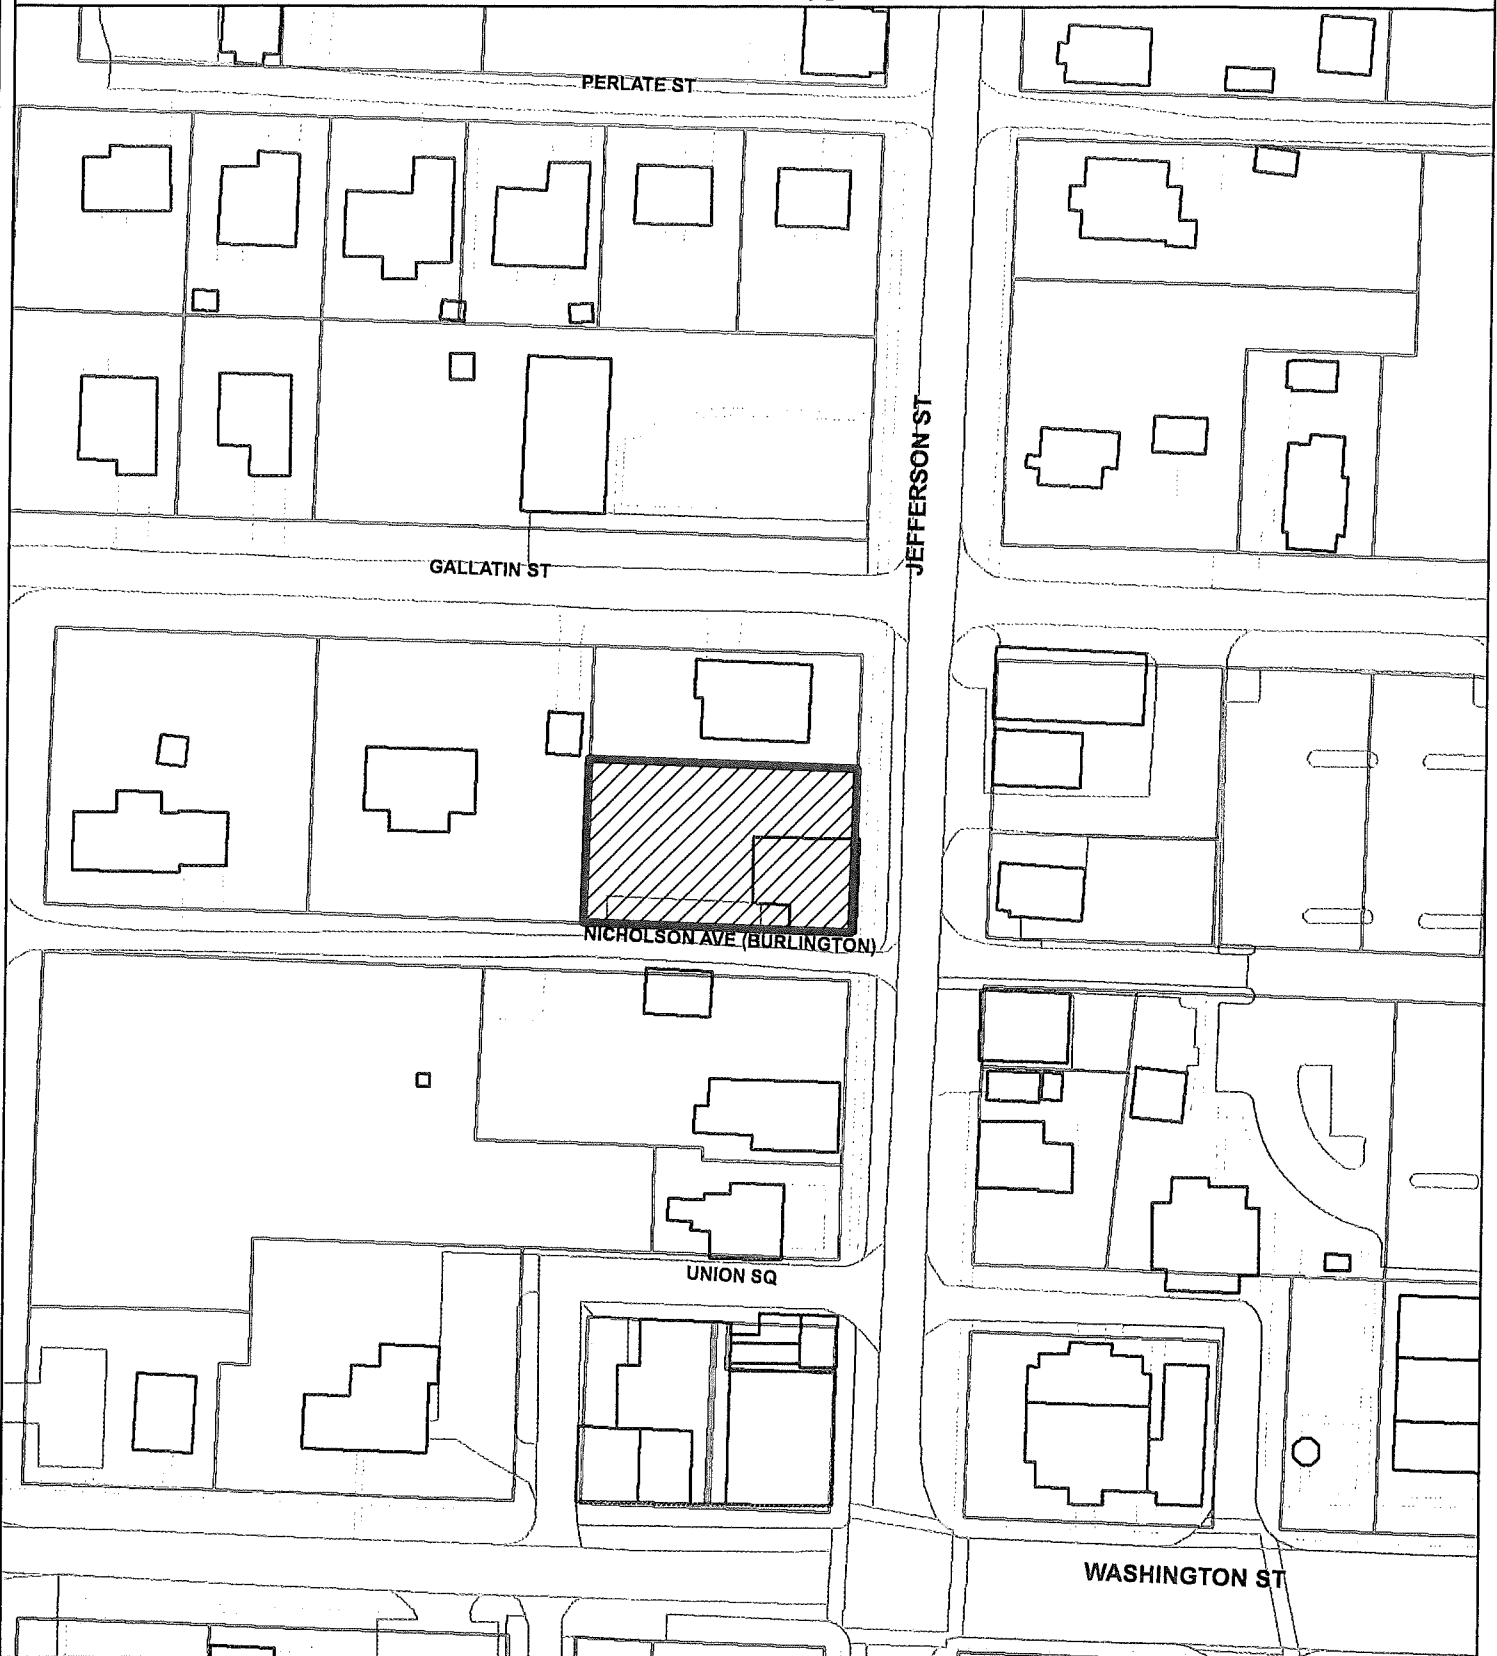 PERLATE ST
JEFFERSON ST
GALLATIN ST
NICHOLSON AVE (BURLINGTON)
UNION SQ
WASHINGTON ST